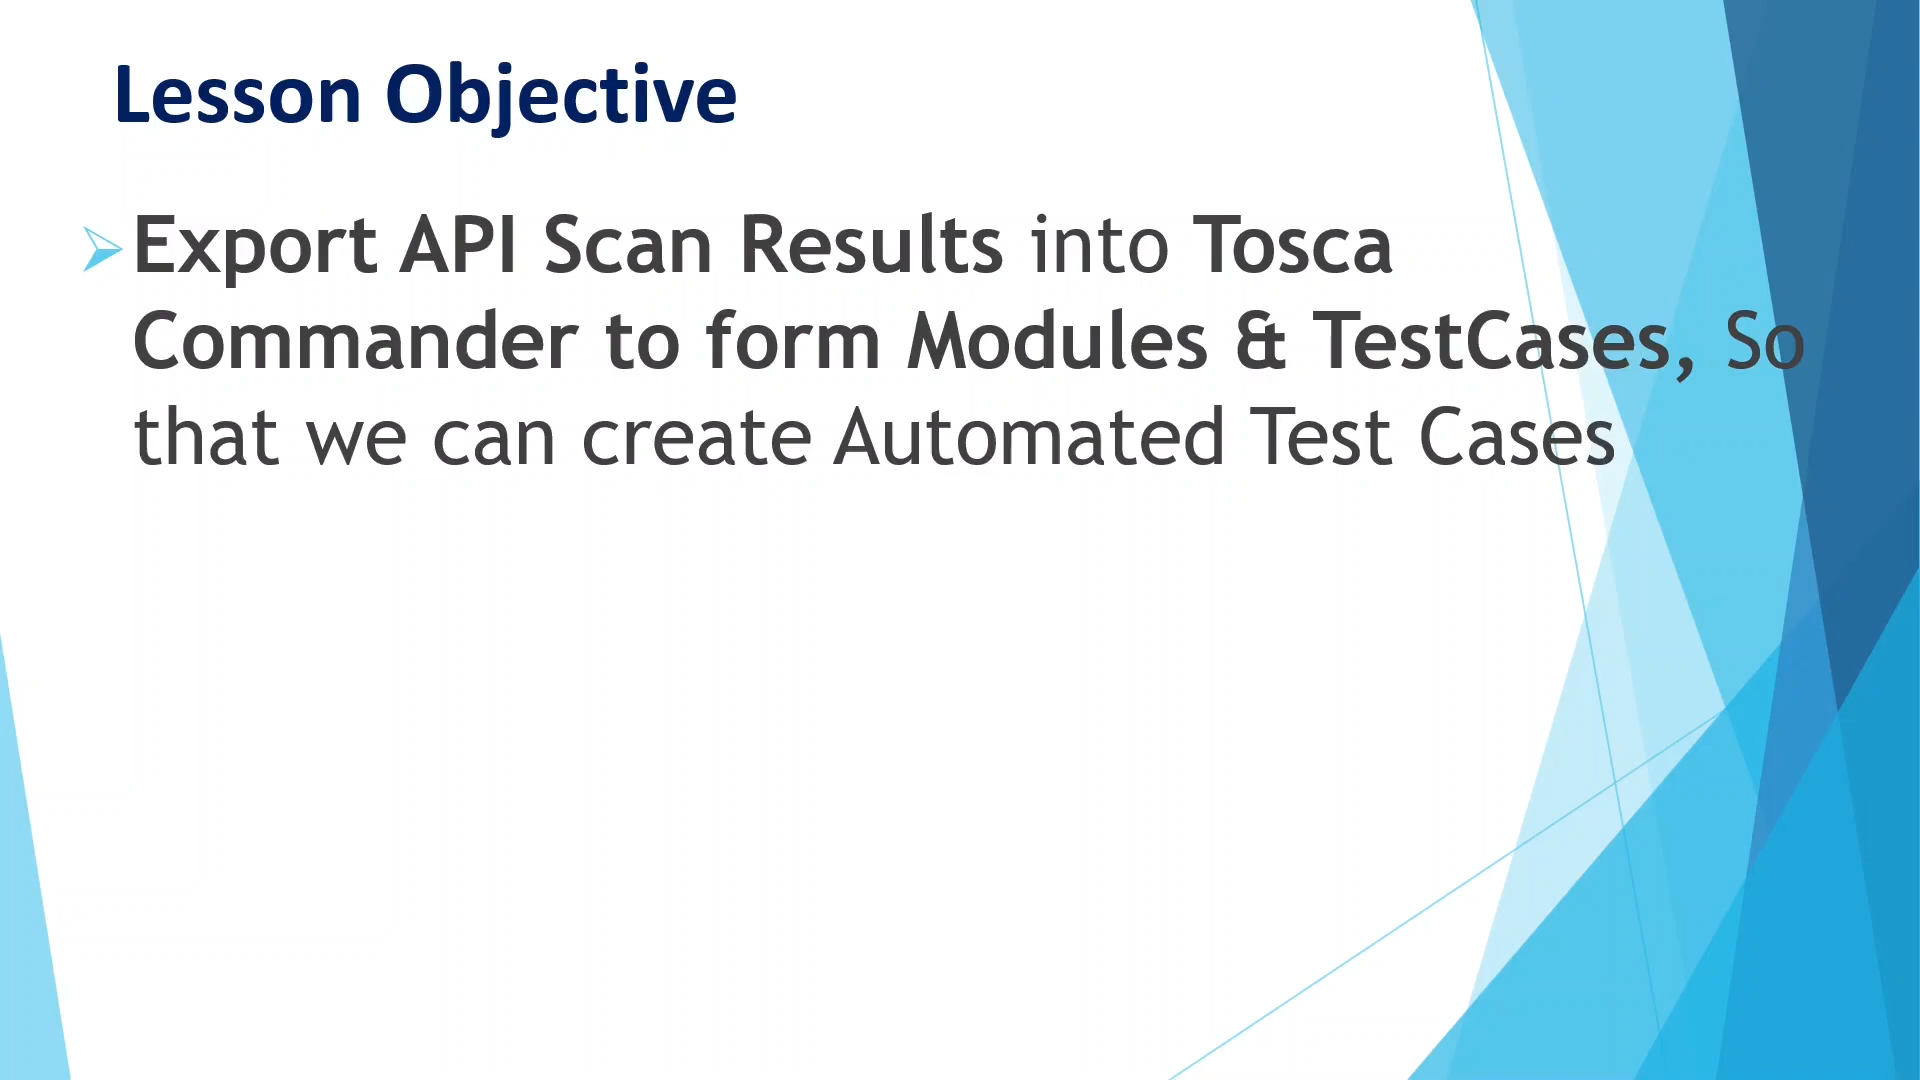 Lesson Objective
Export API Scan Results into Tosca
Commander to form Modules & TestCases, So
that we can create Automated Test Cases